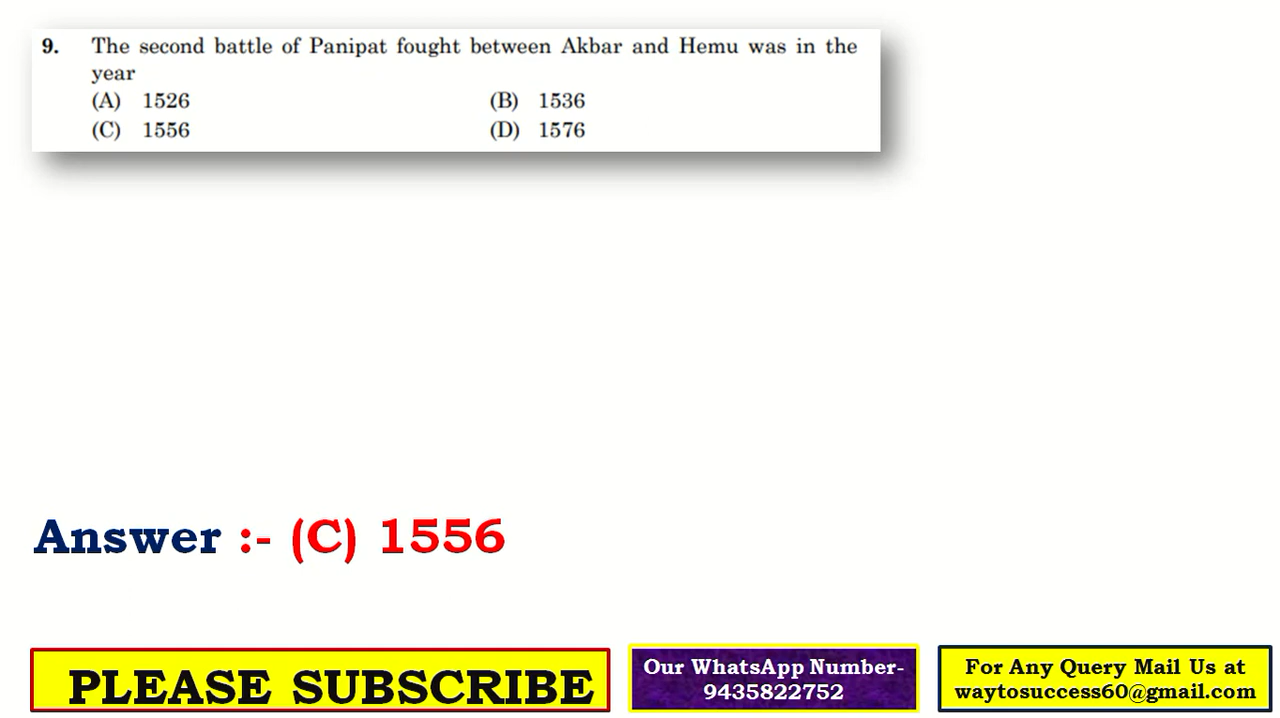 9. The second battle of Panipat fought between Akbar and Hemu was in the
year
(A) 1526 (B) 1536
(C) 1556 (D) 1576
Answer :- (C) 1556
PLEASE SUBSCRIBE
Our WhatsApp Number-
9435822752
For Any Query Mail Us at
waytosuccess60@gmail.com